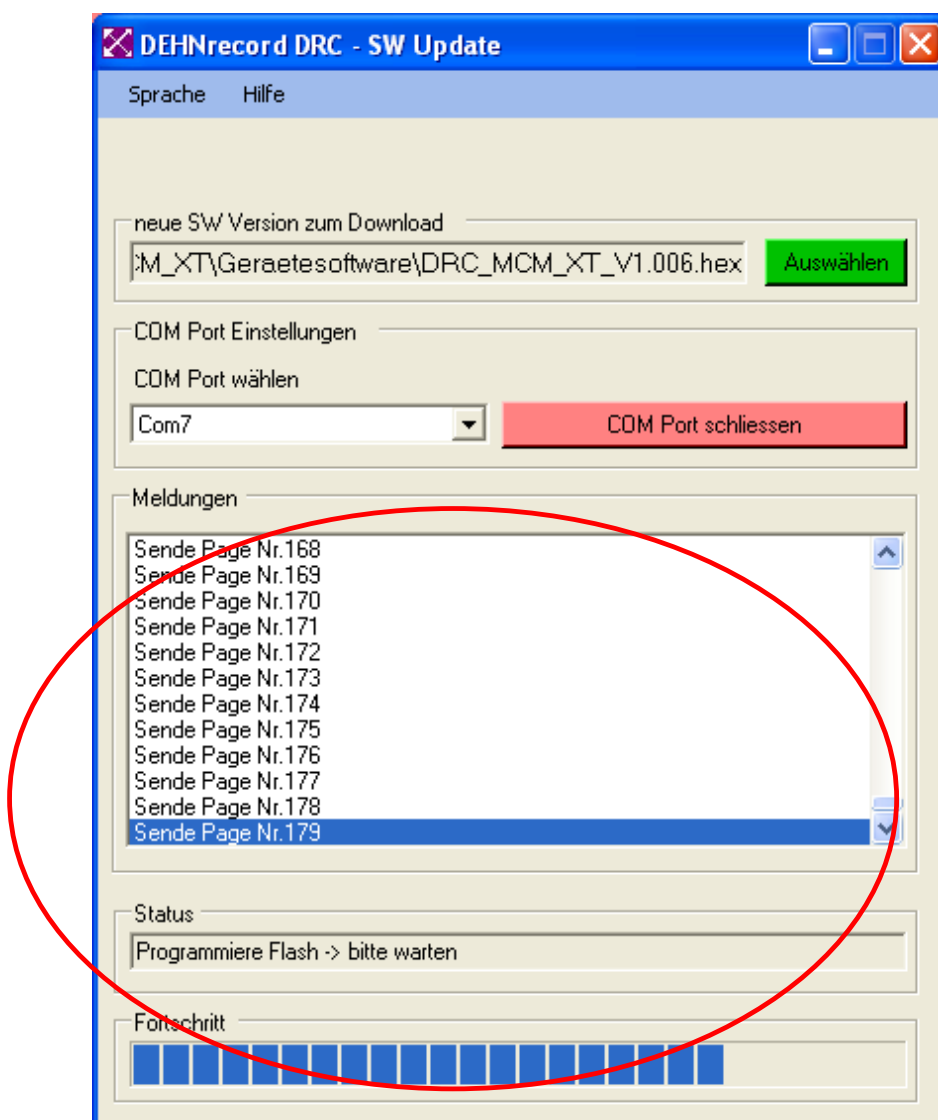 DEHNrecord DRC - SW Update
Sprache Hilfe
neue SW Version zum Download
CM_XT\Geraetesoftware\DRC_MCM_XT_V1.006.hex Auswählen
COM Port Einstellungen
COM Port wählen
Com7 COM Port schliessen
Meldungen
Sende Page Nr.168
Sende Page Nr.169
Sende Page Nr.170
Sende Page Nr.171
Sende Page Nr.172
Sende Page Nr.173
Sende Page Nr.174
Sende Page Nr.175
Sende Page Nr.176
Sende Page Nr.177
Sende Page Nr.178
Sende Page Nr.179
Status
Programmiere Flash -> bitte warten
Fortschritt